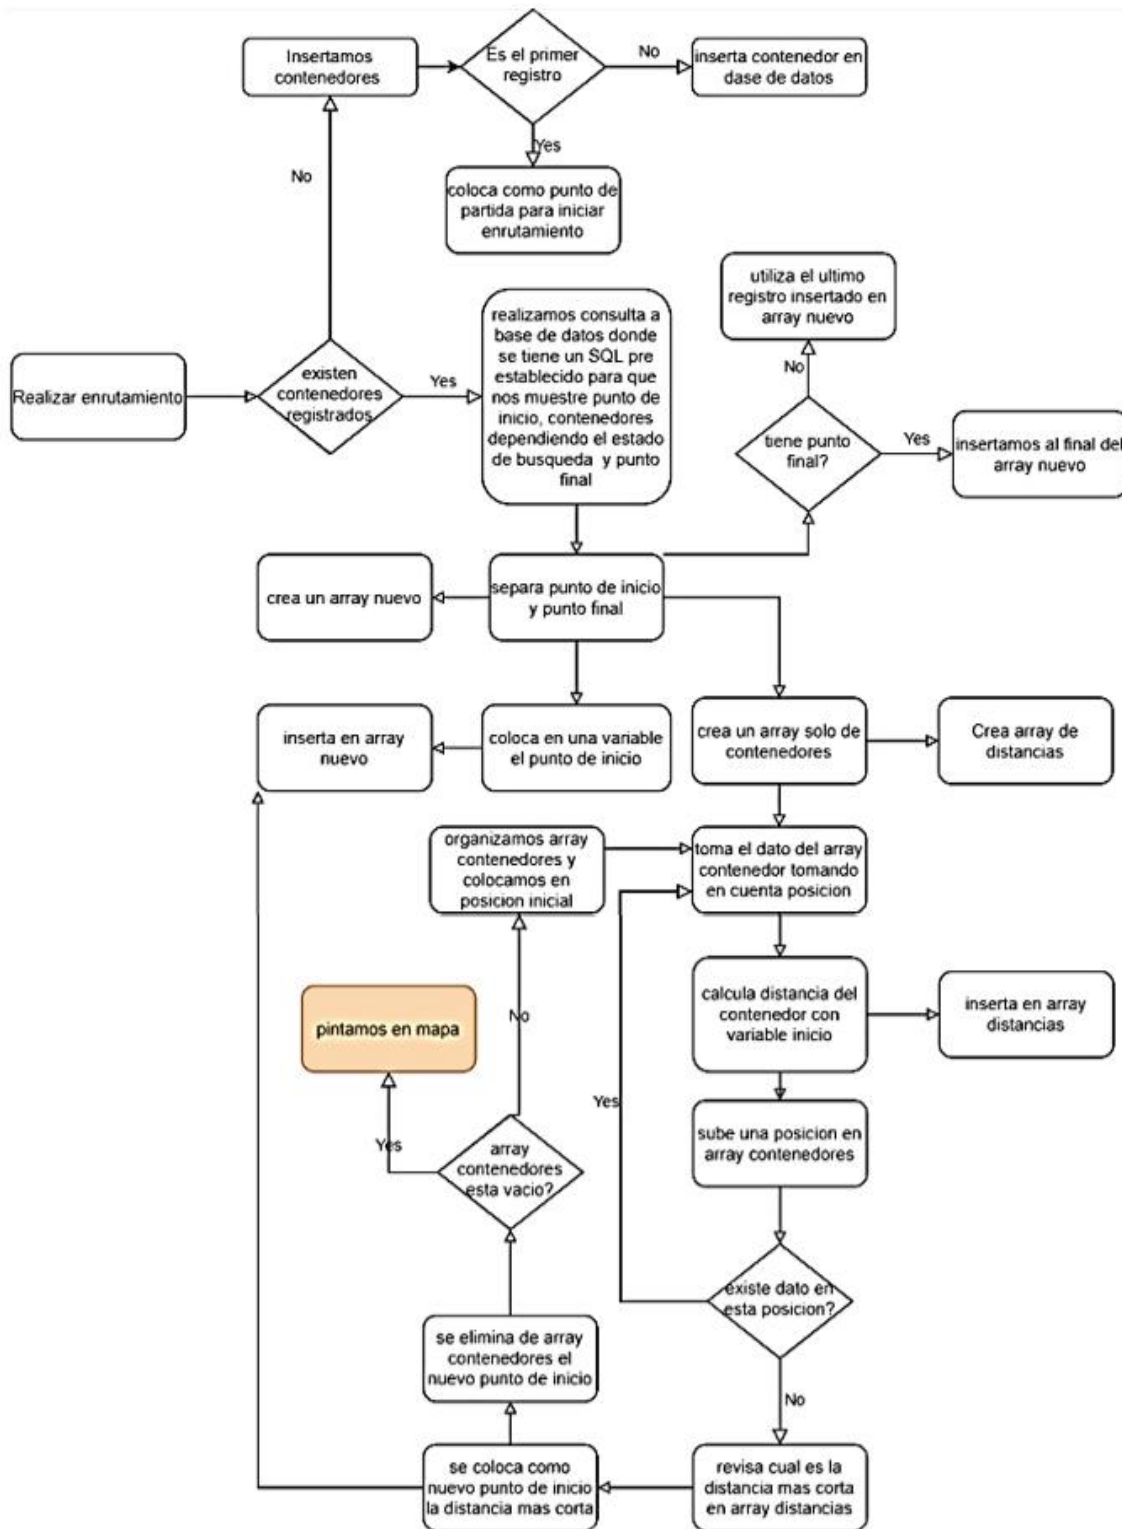 Insertamos
contenedores
Es el primer
registro
No
inserta contenedor en
dase de datos
Yes
No
coloca como punto de
partida para iniciar
enrutamiento
utiliza el ultimo
registro insertado en
array nuevo
No
Realizar enrutamiento
existen
contenedores
registrados
Yes
realizamos consulta a
base de datos donde
se tiene un SQL pre
establecido para que
nos muestre punto de
inicio, contenedores
dependiendo el estado
de busqueda y punto
final
tiene punto
final?
Yes
insertamos al final del
array nuevo
crea un array nuevo
separa punto de inicio
y punto final
inserta en array
nuevo
coloca en una variable
el punto de inicio
crea un array solo de
contenedores
Crea array de
distancias
organizamos array
contenedores y
colocamos en
posicion inicial
toma el dato del array
contenedor tomando
en cuenta posicion
pintamos en mapa
No
calcula distancia del
contenedor con
variable inicio
inserta en array
distancias
Yes
Yes
array
contenedores
esta vacio?
sube una posicion en
array contenedores
existe dato en
esta posicion?
se elimina de array
contenedores el
nuevo punto de inicio
No
se coloca como
nuevo punto de inicio
la distancia mas corta
revisa cual es la
distancia mas corta
en array distancias